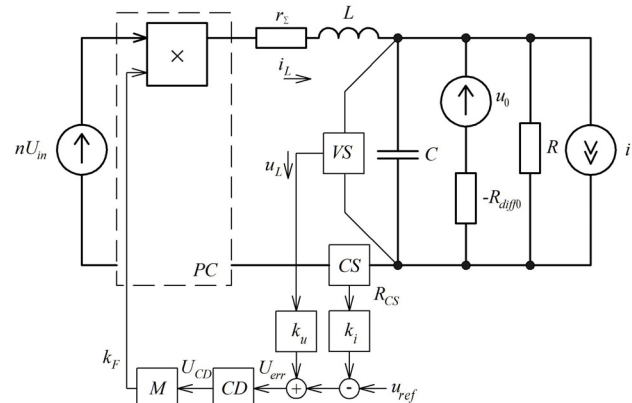 r_Σ
L
×
i_L
u_0
nU_in
u_L
VS
C
R
i
-R_diff0
PC
CS
R_CS
k_u
k_i
k_F
U_CD
U_err
M
CD
+
-
u_ref